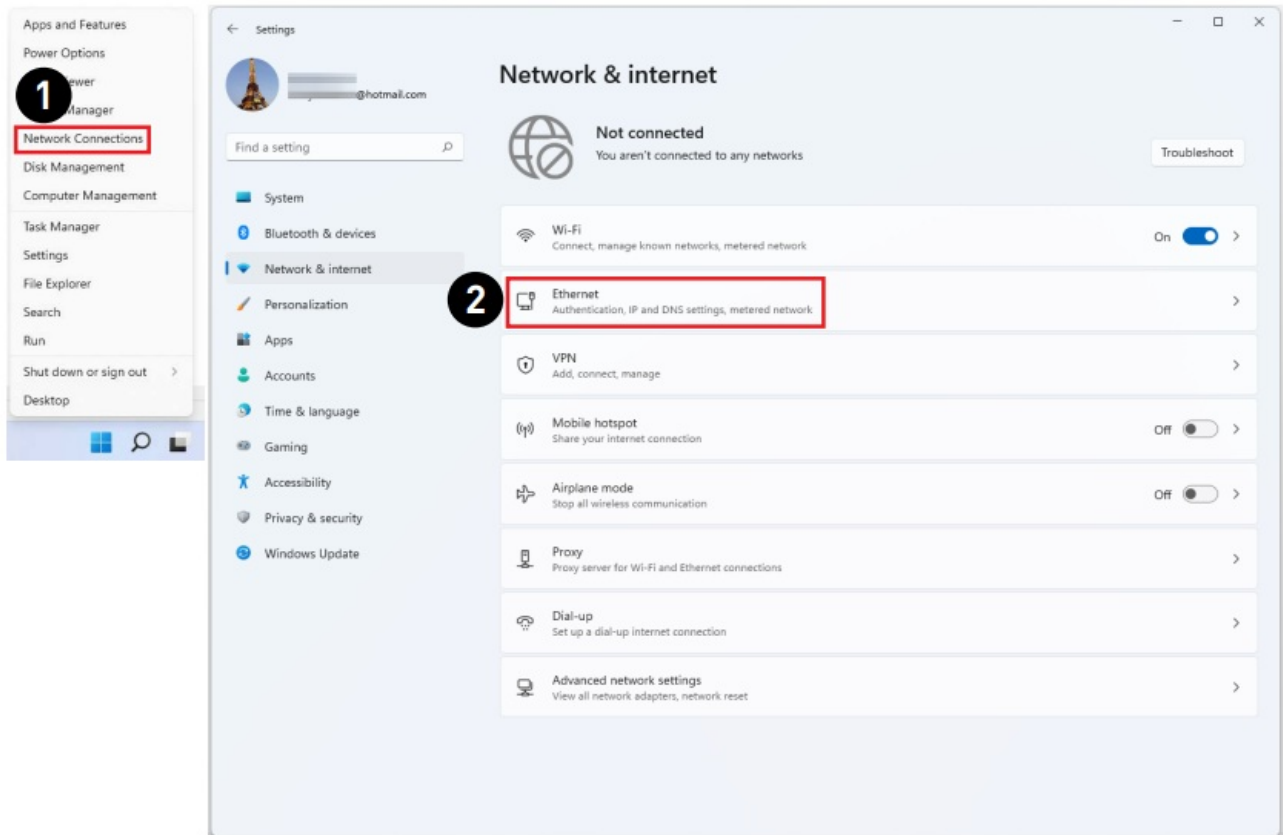 Apps and Features
Power Options
ewer
1
Manager
Network Connections
Disk Management
Computer Management
Task Manager
Settings
File Explorer
Search
Run
Shut down or sign out
Desktop
Settings
@hotmail.com
Find a setting
System
Bluetooth & devices
Network & internet
Personalization
Apps
Accounts
Time & language
Gaming
Accessibility
Privacy & security
Windows Update
Network & internet
Not connected
You aren't connected to any networks
Troubleshoot
Wi-Fi
Connect, manage known networks, metered network
On
2
Ethernet
Authentication, IP and DNS settings, metered network
VPN
Add, connect, manage
Mobile hotspot
Share your internet connection
Off
Airplane mode
Stop all wireless communication
Off
Proxy
Proxy server for Wi-Fi and Ethernet connections
Dial-up
Set up a dial-up internet connection
Advanced network settings
View all network adapters, network reset